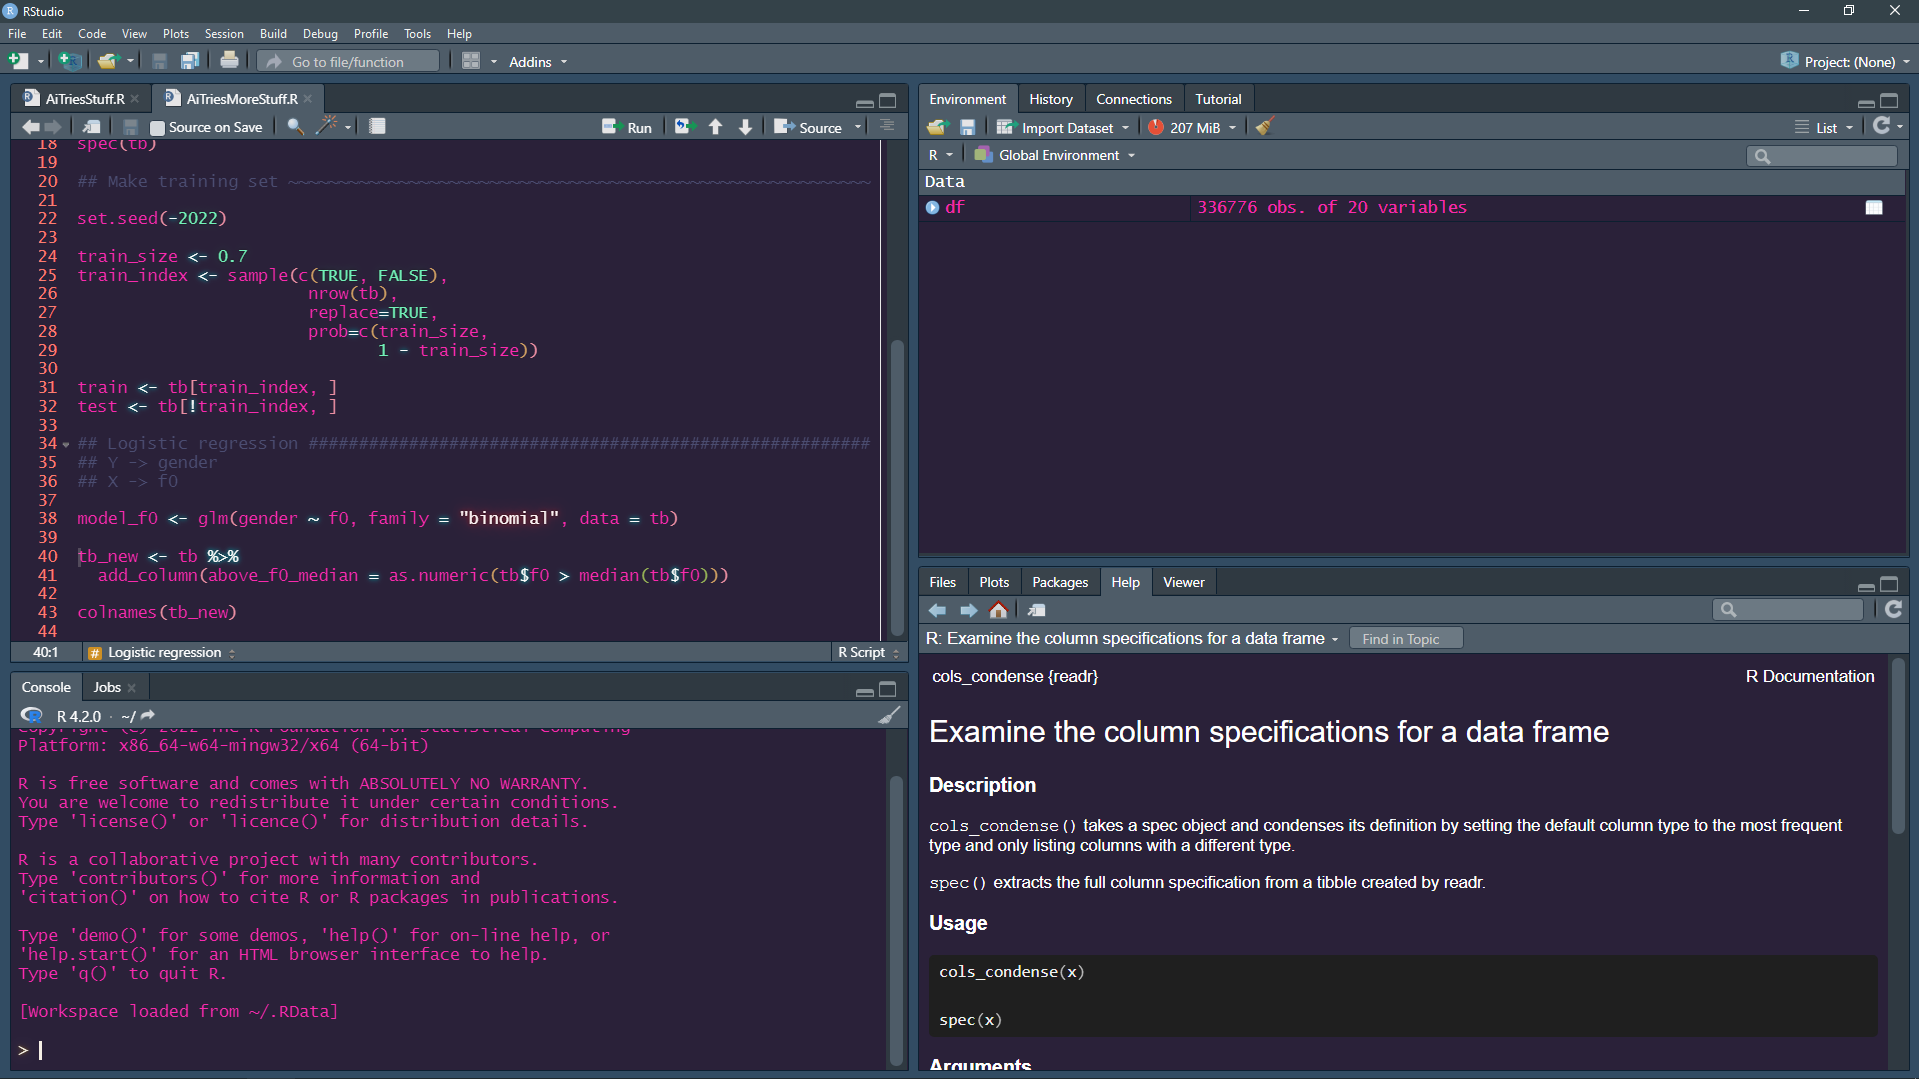 RStudio
File Edit Code View Plots Session Build Debug Profile Tools Help
Go to file/function Addins Project: (None)
AiTriesStuff.R AiTriesMoreStuff.R
Source on Save Run Source
18 spec(tb)
19
20 ## Make training set ~~~~~~~~~~~~~~~~~~~~~~~~~~~~~~~~~~~~~~~~~~~~~~~~~~~~~~~~~~
21
22 set.seed(-2022)
23
24 train_size <- 0.7
25 train_index <- sample(c(TRUE, FALSE),
26 nrow(tb),
27 replace=TRUE,
28 prob=c(train_size,
29 1 - train_size))
30
31 train <- tb[train_index, ]
32 test <- tb[!train_index, ]
33
34 ## Logistic regression ########################################################
35 ## Y -> gender
36 ## X -> f0
37
38 model_f0 <- glm(gender ~ f0, family = "binomial", data = tb)
39
40 tb_new <- tb %>%
41 add_column(above_f0_median = as.numeric(tb$f0 > median(tb$f0)))
42
43 colnames(tb_new)
44
40:1 # Logistic regression R Script
Console Jobs
R 4.2.0 · ~/
Copyright (C) 2022 The R Foundation for Statistical Computing
Platform: x86_64-w64-mingw32/x64 (64-bit)
R is free software and comes with ABSOLUTELY NO WARRANTY.
You are welcome to redistribute it under certain conditions.
Type 'license()' or 'licence()' for distribution details.
R is a collaborative project with many contributors.
Type 'contributors()' for more information and
'citation()' on how to cite R or R packages in publications.
Type 'demo()' for some demos, 'help()' for on-line help, or
'help.start()' for an HTML browser interface to help.
Type 'q()' to quit R.
[Workspace loaded from ~/.RData]
>
Environment History Connections Tutorial
Import Dataset 207 MiB List
R Global Environment
Data
df 336776 obs. of 20 variables
Files Plots Packages Help Viewer
R: Examine the column specifications for a data frame Find in Topic
cols_condense {readr} R Documentation
Examine the column specifications for a data frame
Description
cols_condense() takes a spec object and condenses its definition by setting the default column type to the most frequent
type and only listing columns with a different type.
spec() extracts the full column specification from a tibble created by readr.
Usage
cols_condense(x)
spec(x)
Arguments